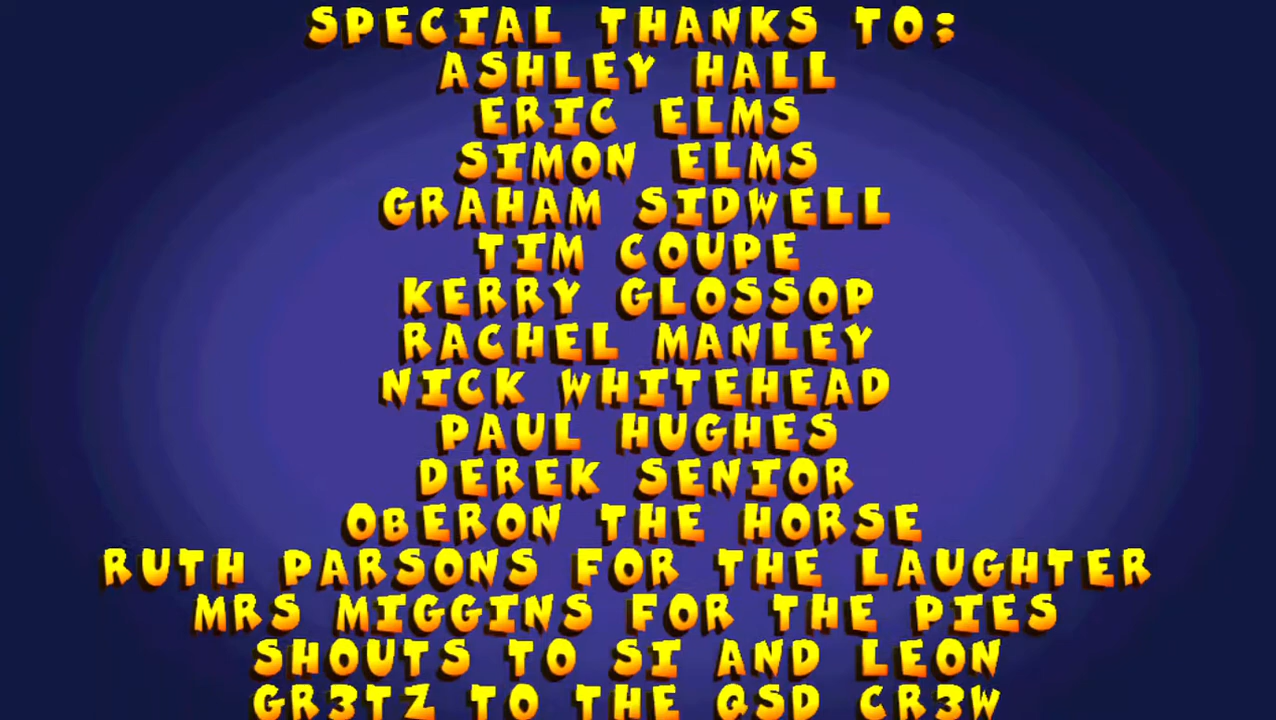 SPECIAL THANKS TO:
ASHLEY HALL
ERIC ELMS
SIMON ELMS
GRAHAM SIDWELL
TIM COUPE
KERRY GLOSSOP
RACHEL MANLEY
NICK WHITEHEAD
PAUL HUGHES
DEREK SENIOR
OBERON THE HORSE
RUTH PARSONS FOR THE LAUGHTER
MRS MIGGINS FOR THE PIES
SHOUTS TO SI AND LEON
GR3TZ TO THE QSD CR3W